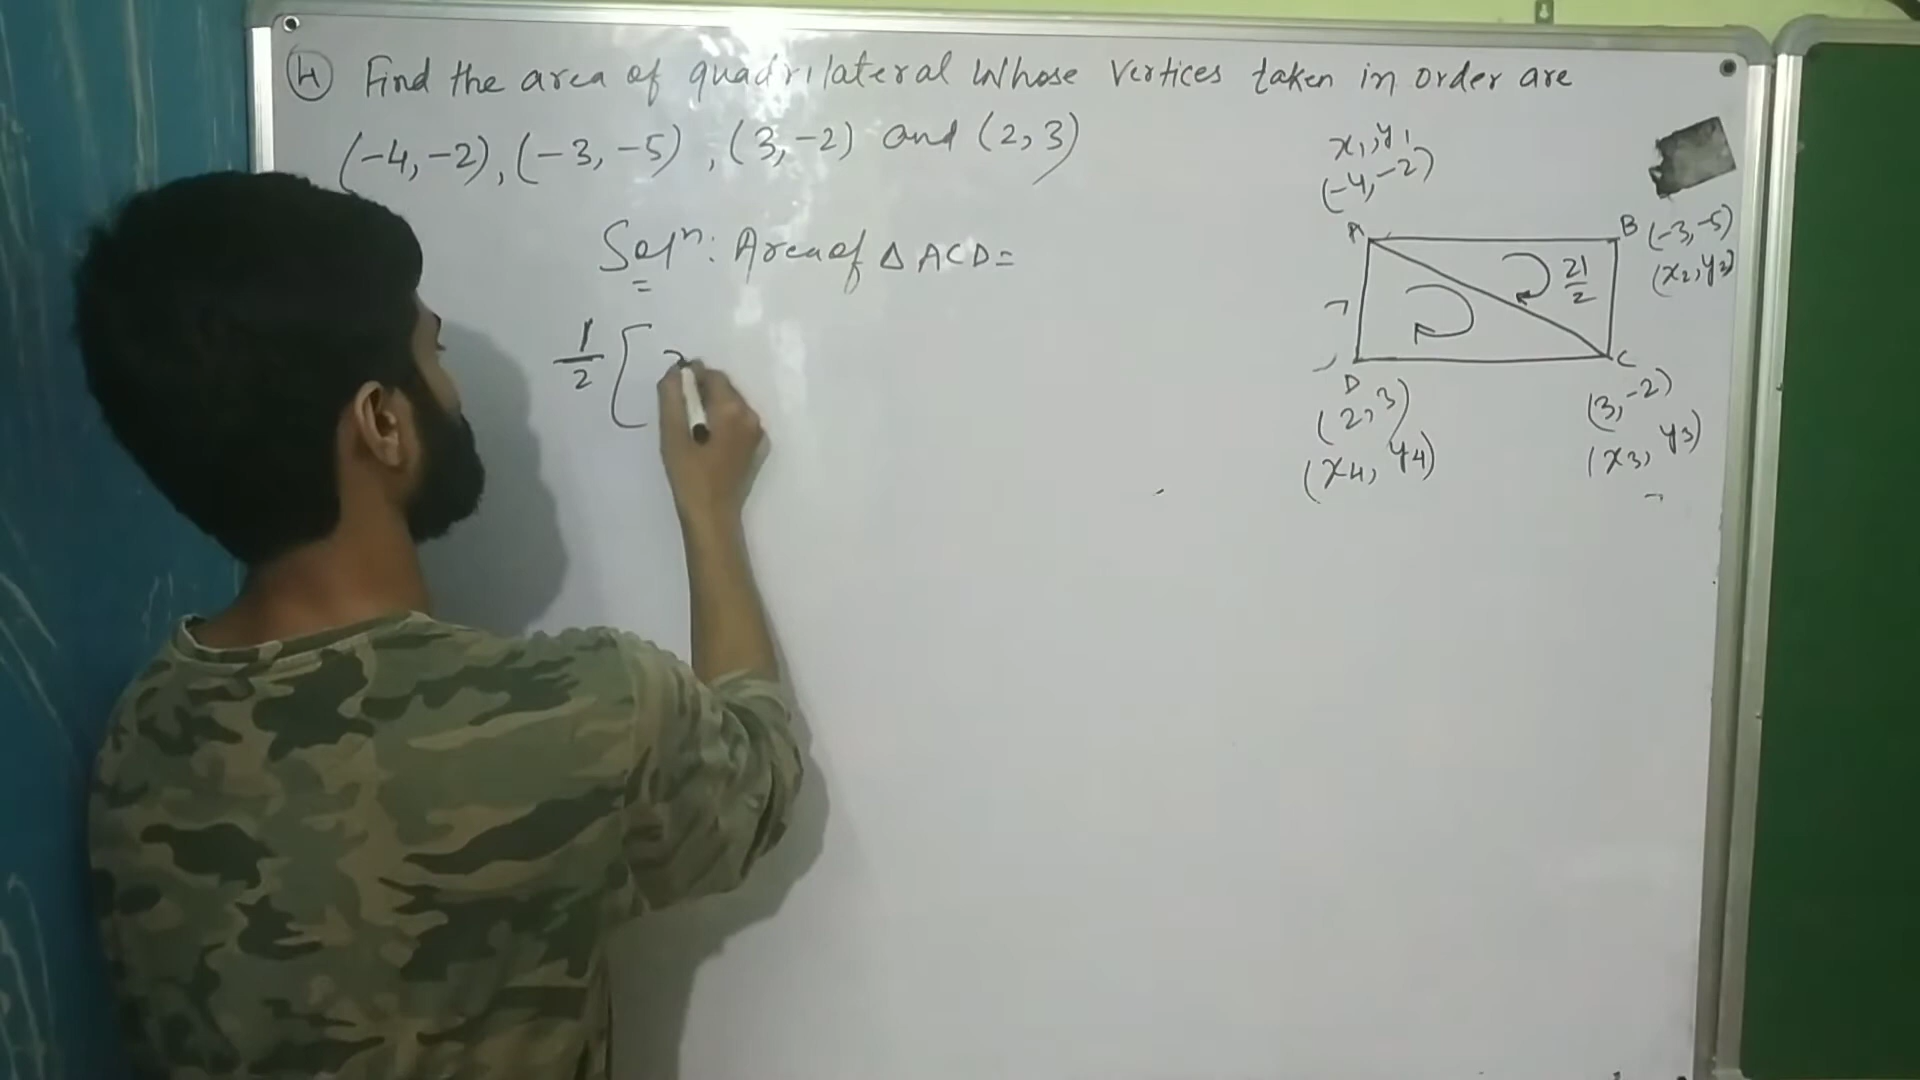 (4) Find the area of quadrilateral whose vertices taken in order are
(-4, -2), (-3, -5), (3, -2) and (2, 3)
Solⁿ: Area of Δ ACD =
1/2 [
x1, y1
(-4, -2)
A
B (-3, -5)
(x2, y2)
21/2
D
C
(2, 3)
(x4, y4)
(3, -2)
(x3, y3)